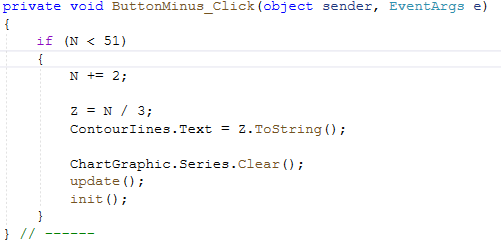 private void ButtonMinus_Click(object sender, EventArgs e)
{
if (N < 51)
{
N += 2;
Z = N / 3;
ContourIines.Text = Z.ToString();
ChartGraphic.Series.Clear();
update();
init();
}
} // ------